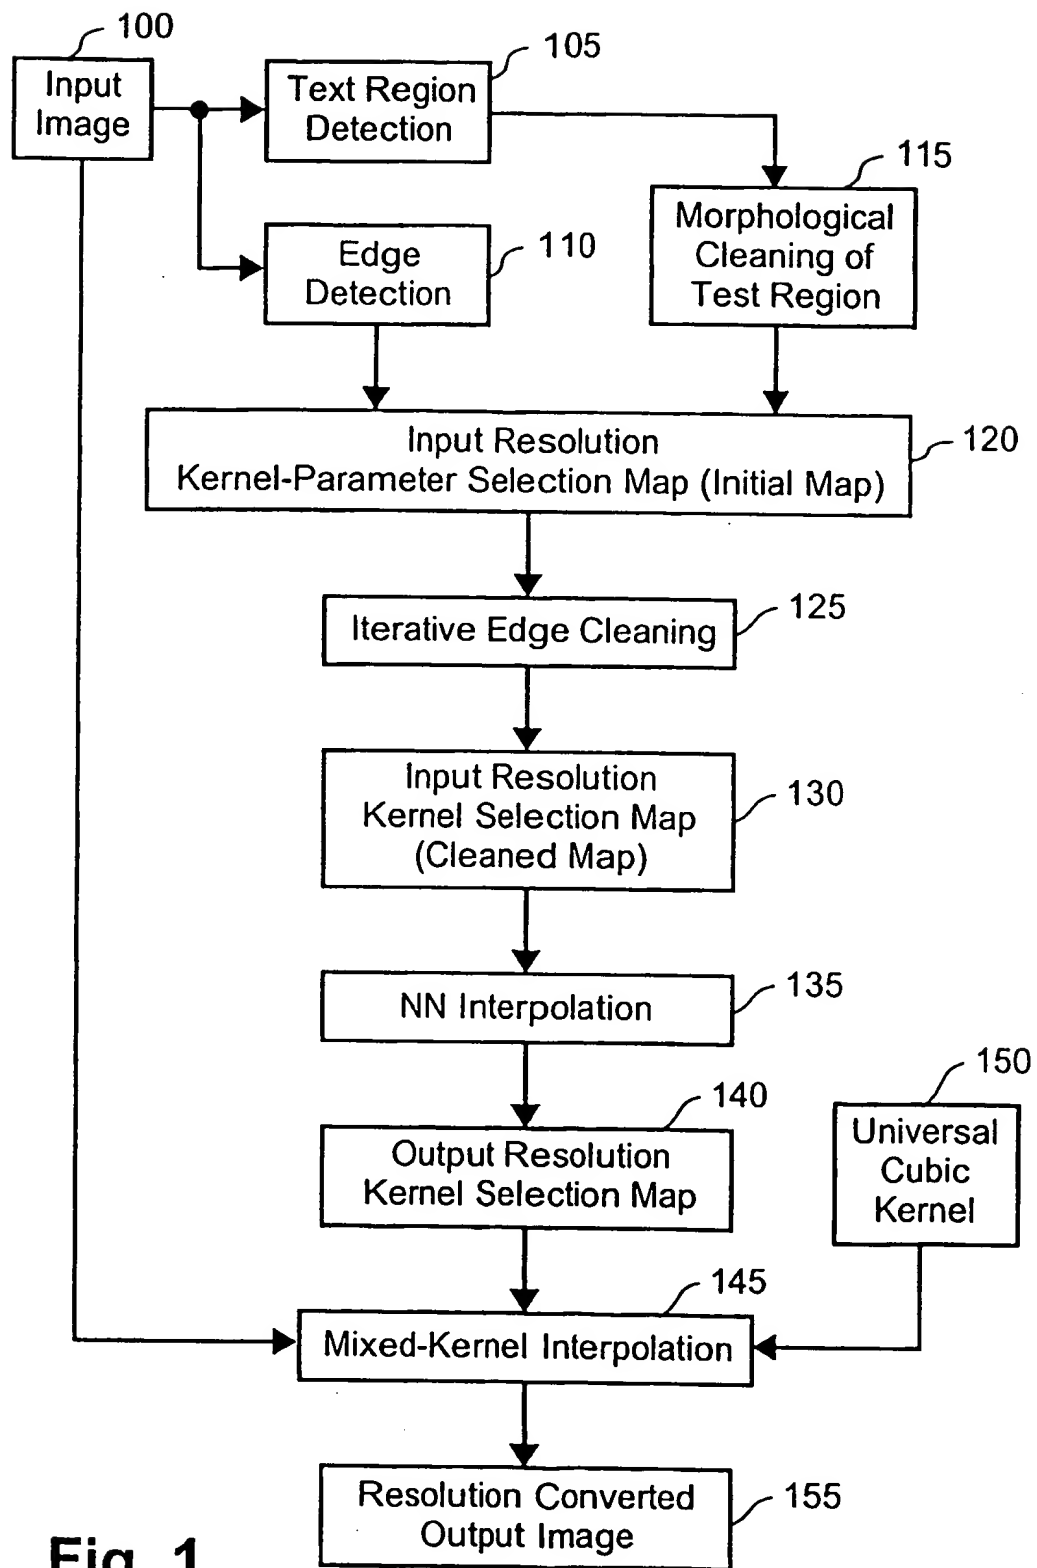 100
Input
Image
105
Text Region
Detection
110
Edge
Detection
115
Morphological
Cleaning of
Test Region
120
Input Resolution
Kernel-Parameter Selection Map (Initial Map)
125
Iterative Edge Cleaning
130
Input Resolution
Kernel Selection Map
(Cleaned Map)
135
NN Interpolation
140
Output Resolution
Kernel Selection Map
150
Universal
Cubic
Kernel
145
Mixed-Kernel Interpolation
155
Resolution Converted
Output Image
Fig. 1